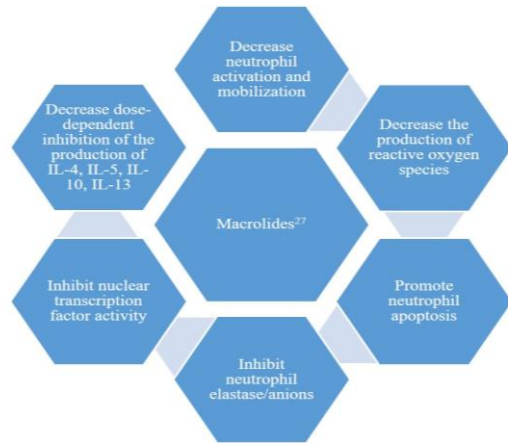 Decrease
neutrophil
activation and
mobilization
Decrease dose-
dependent
inhibition of the
production of
IL-4, IL-5, IL-
10, IL-13
Decrease the
production of
reactive oxygen
species
Macrolides²⁷
Inhibit nuclear
transcription
factor activity
Promote
neutrophil
apoptosis
Inhibit
neutrophil
elastase/anions